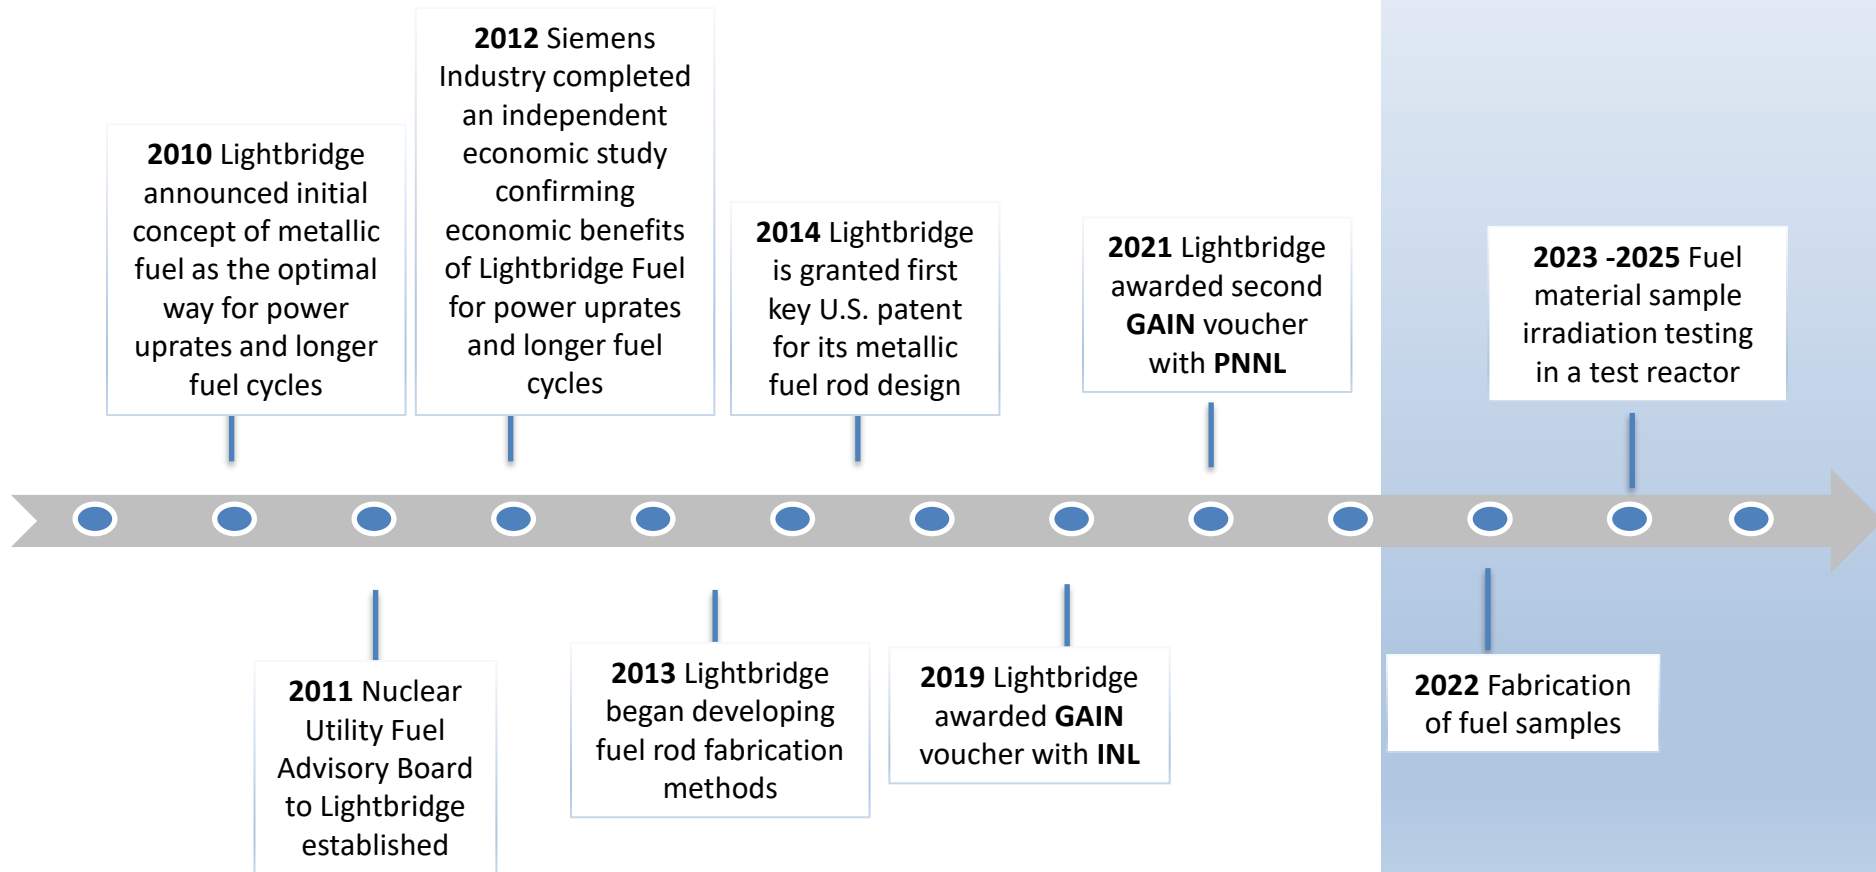 2010 Lightbridge
announced initial
concept of metallic
fuel as the optimal
way for power
uprates and longer
fuel cycles
2012 Siemens
Industry completed
an independent
economic study
confirming
economic benefits
of Lightbridge Fuel
for power uprates
and longer fuel
cycles
2014 Lightbridge
is granted first
key U.S. patent
for its metallic
fuel rod design
2021 Lightbridge
awarded second
GAIN voucher
with PNNL
2023 -2025 Fuel
material sample
irradiation testing
in a test reactor
2011 Nuclear
Utility Fuel
Advisory Board
to Lightbridge
established
2013 Lightbridge
began developing
fuel rod fabrication
methods
2019 Lightbridge
awarded GAIN
voucher with INL
2022 Fabrication
of fuel samples